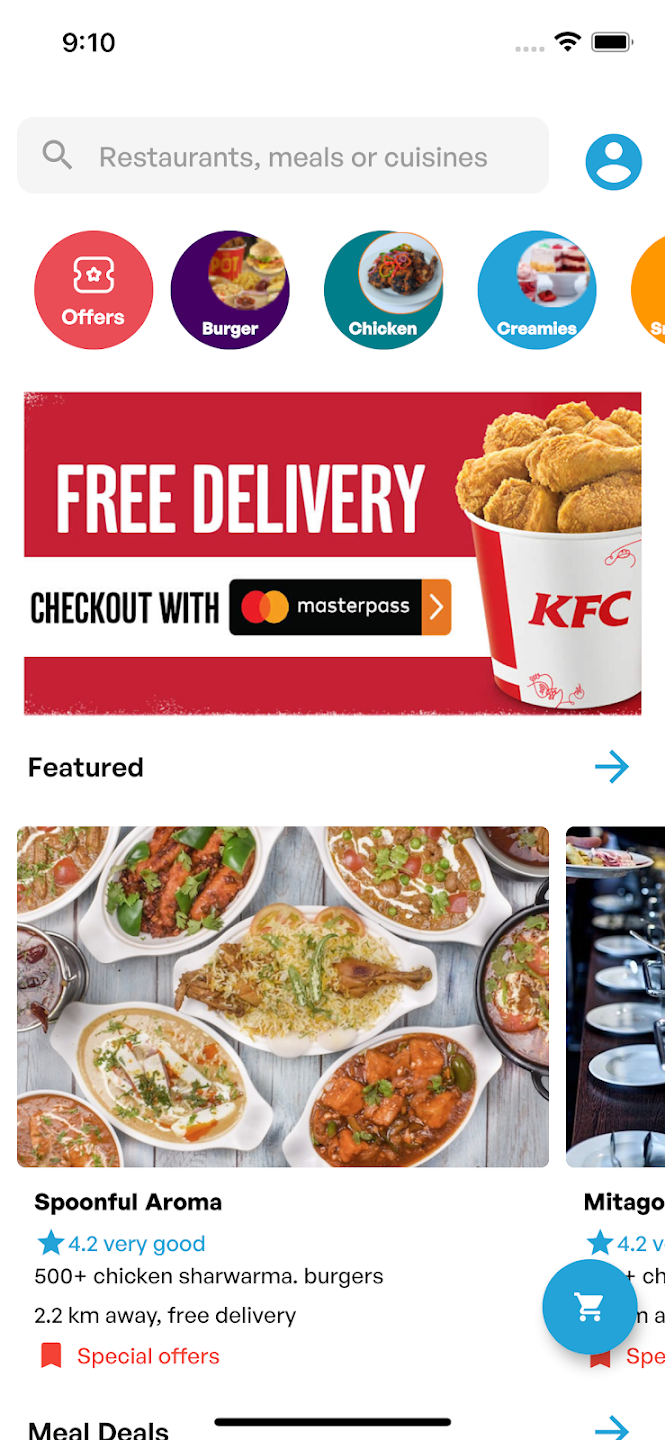 9:10
Restaurants, meals or cuisines
Offers
Burger
Chicken
Creamies
FREE DELIVERY
CHECKOUT WITH masterpass
KFC
Featured
Spoonful Aroma
4.2 very good
500+ chicken sharwarma. burgers
2.2 km away, free delivery
Special offers
Mitago
4.2 v
Spe
Meal Deals